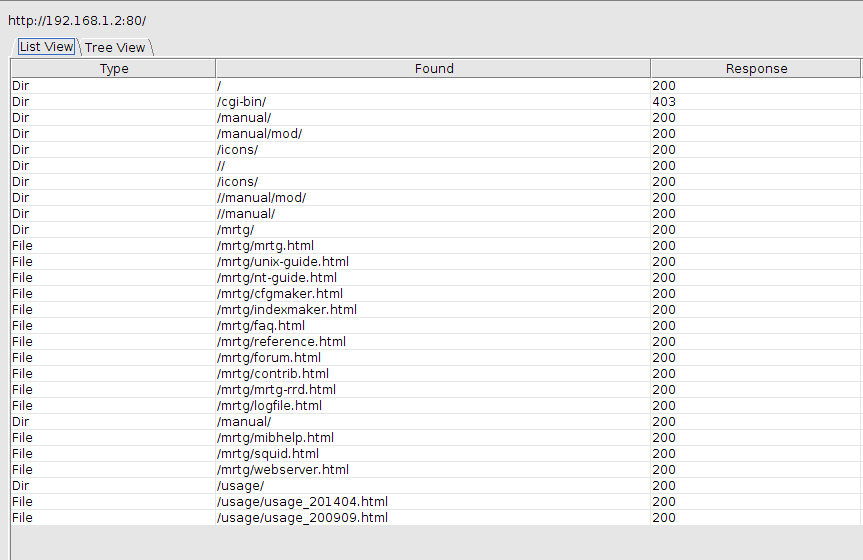 http://192.168.1.2:80/
List View Tree View
Type Found Response
Dir / 200
Dir /cgi-bin/ 403
Dir /manual/ 200
Dir /manual/mod/ 200
Dir /icons/ 200
Dir // 200
Dir /icons/ 200
Dir //manual/mod/ 200
Dir //manual/ 200
Dir /mrtg/ 200
File /mrtg/mrtg.html 200
File /mrtg/unix-guide.html 200
File /mrtg/nt-guide.html 200
File /mrtg/cfgmaker.html 200
File /mrtg/indexmaker.html 200
File /mrtg/faq.html 200
File /mrtg/reference.html 200
File /mrtg/forum.html 200
File /mrtg/contrib.html 200
File /mrtg/mrtg-rrd.html 200
File /mrtg/logfile.html 200
Dir /manual/ 200
File /mrtg/mibhelp.html 200
File /mrtg/squid.html 200
File /mrtg/webserver.html 200
Dir /usage/ 200
File /usage/usage_201404.html 200
File /usage/usage_200909.html 200